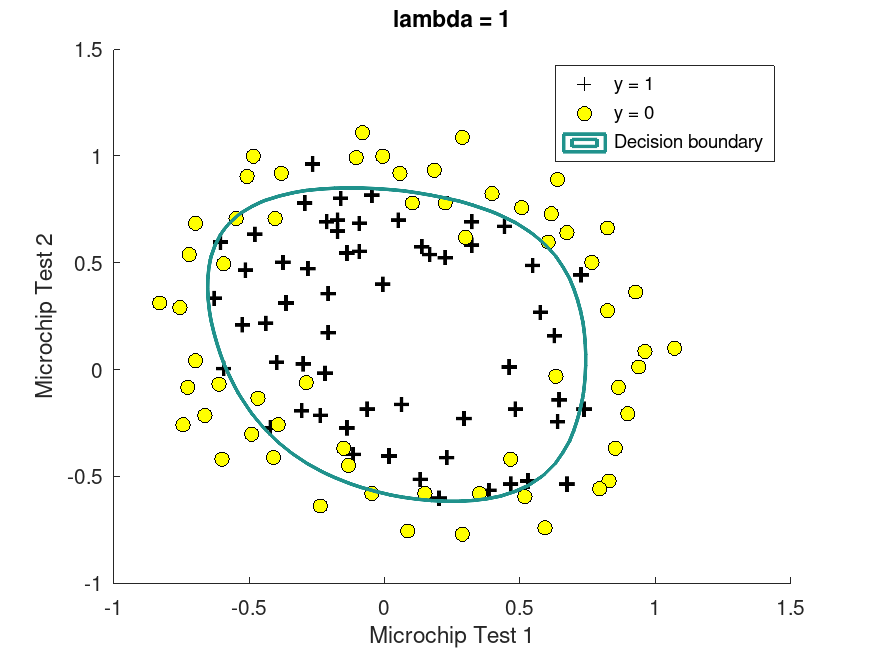 lambda = 1
1.5
y = 1
y = 0
Decision boundary
1
0.5
Microchip Test 2
0
-0.5
-1
-1
-0.5
0
0.5
1
1.5
Microchip Test 1